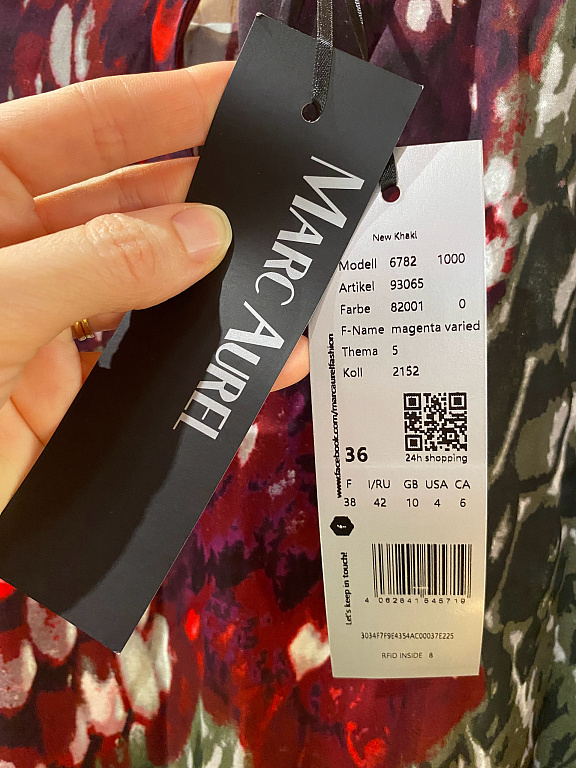 MARC AUREL
New Khaki
Modell 6782 1000
Artikel 93065
Farbe 82001 0
F-Name magenta varied
Thema 5
Koll 2152
www.facebook.com/marcaurelfashion
36
24h shopping
F I/RU GB USA CA
38 42 10 4 6
Let's keep in touch!
4 062841 545719
3034F7F9E4354AC00037E225
RFID INSIDE 8